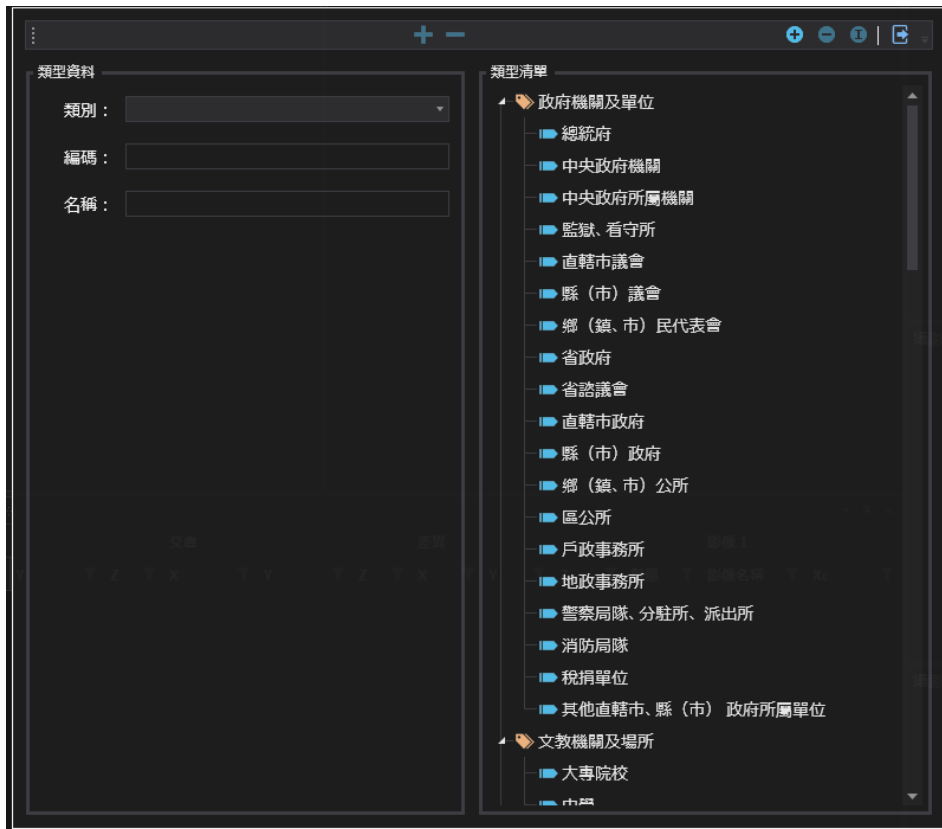 類型資料
類別：
編碼：
名稱：
類型清單
政府機關及單位
總統府
中央政府機關
中央政府所屬機關
監獄、看守所
直轄市議會
縣（市）議會
鄉（鎮、市）民代表會
省政府
省諮議會
直轄市政府
縣（市）政府
鄉（鎮、市）公所
區公所
戶政事務所
地政事務所
警察局隊、分駐所、派出所
消防局隊
稅捐單位
其他直轄市、縣（市） 政府所屬單位
文教機關及場所
大專院校
中學